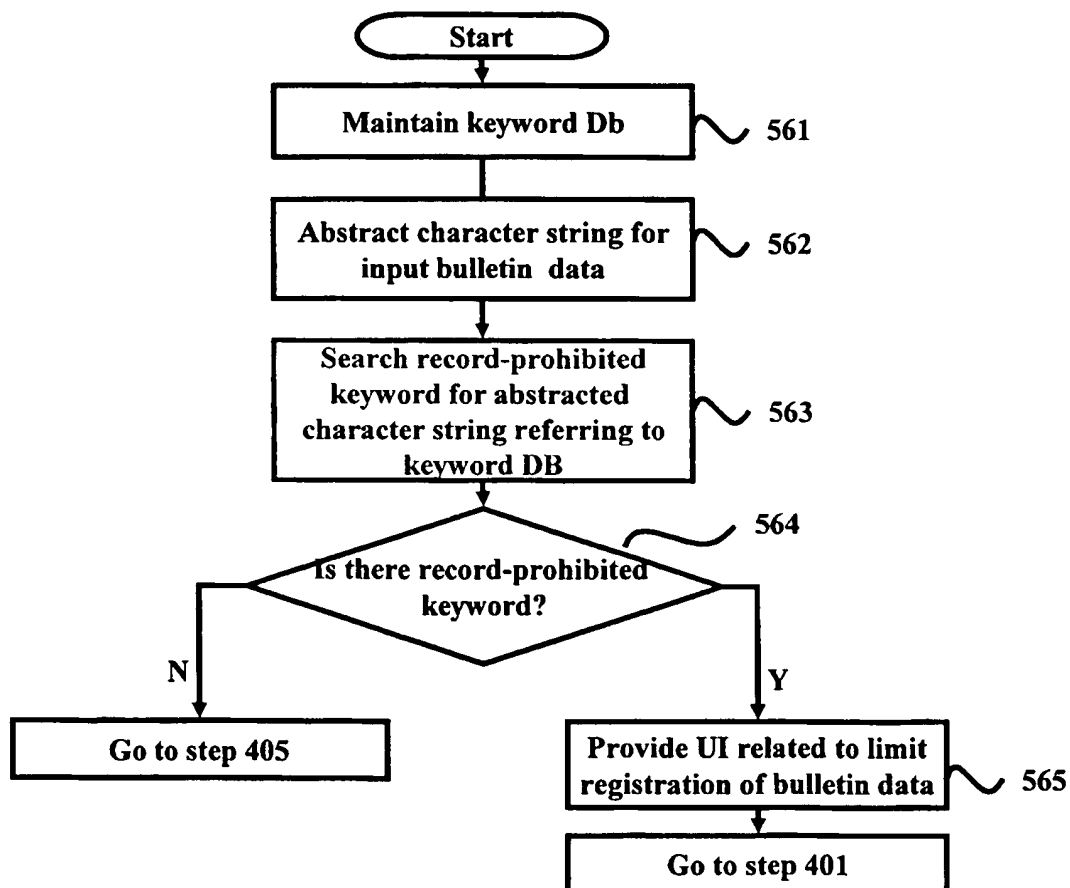 Start
Maintain keyword Db
561
Abstract character string for
input bulletin data
562
Search record-prohibited
keyword for abstracted
character string referring to
keyword DB
563
564
Is there record-prohibited
keyword?
N
Y
Go to step 405
Provide UI related to limit
registration of bulletin data
565
Go to step 401